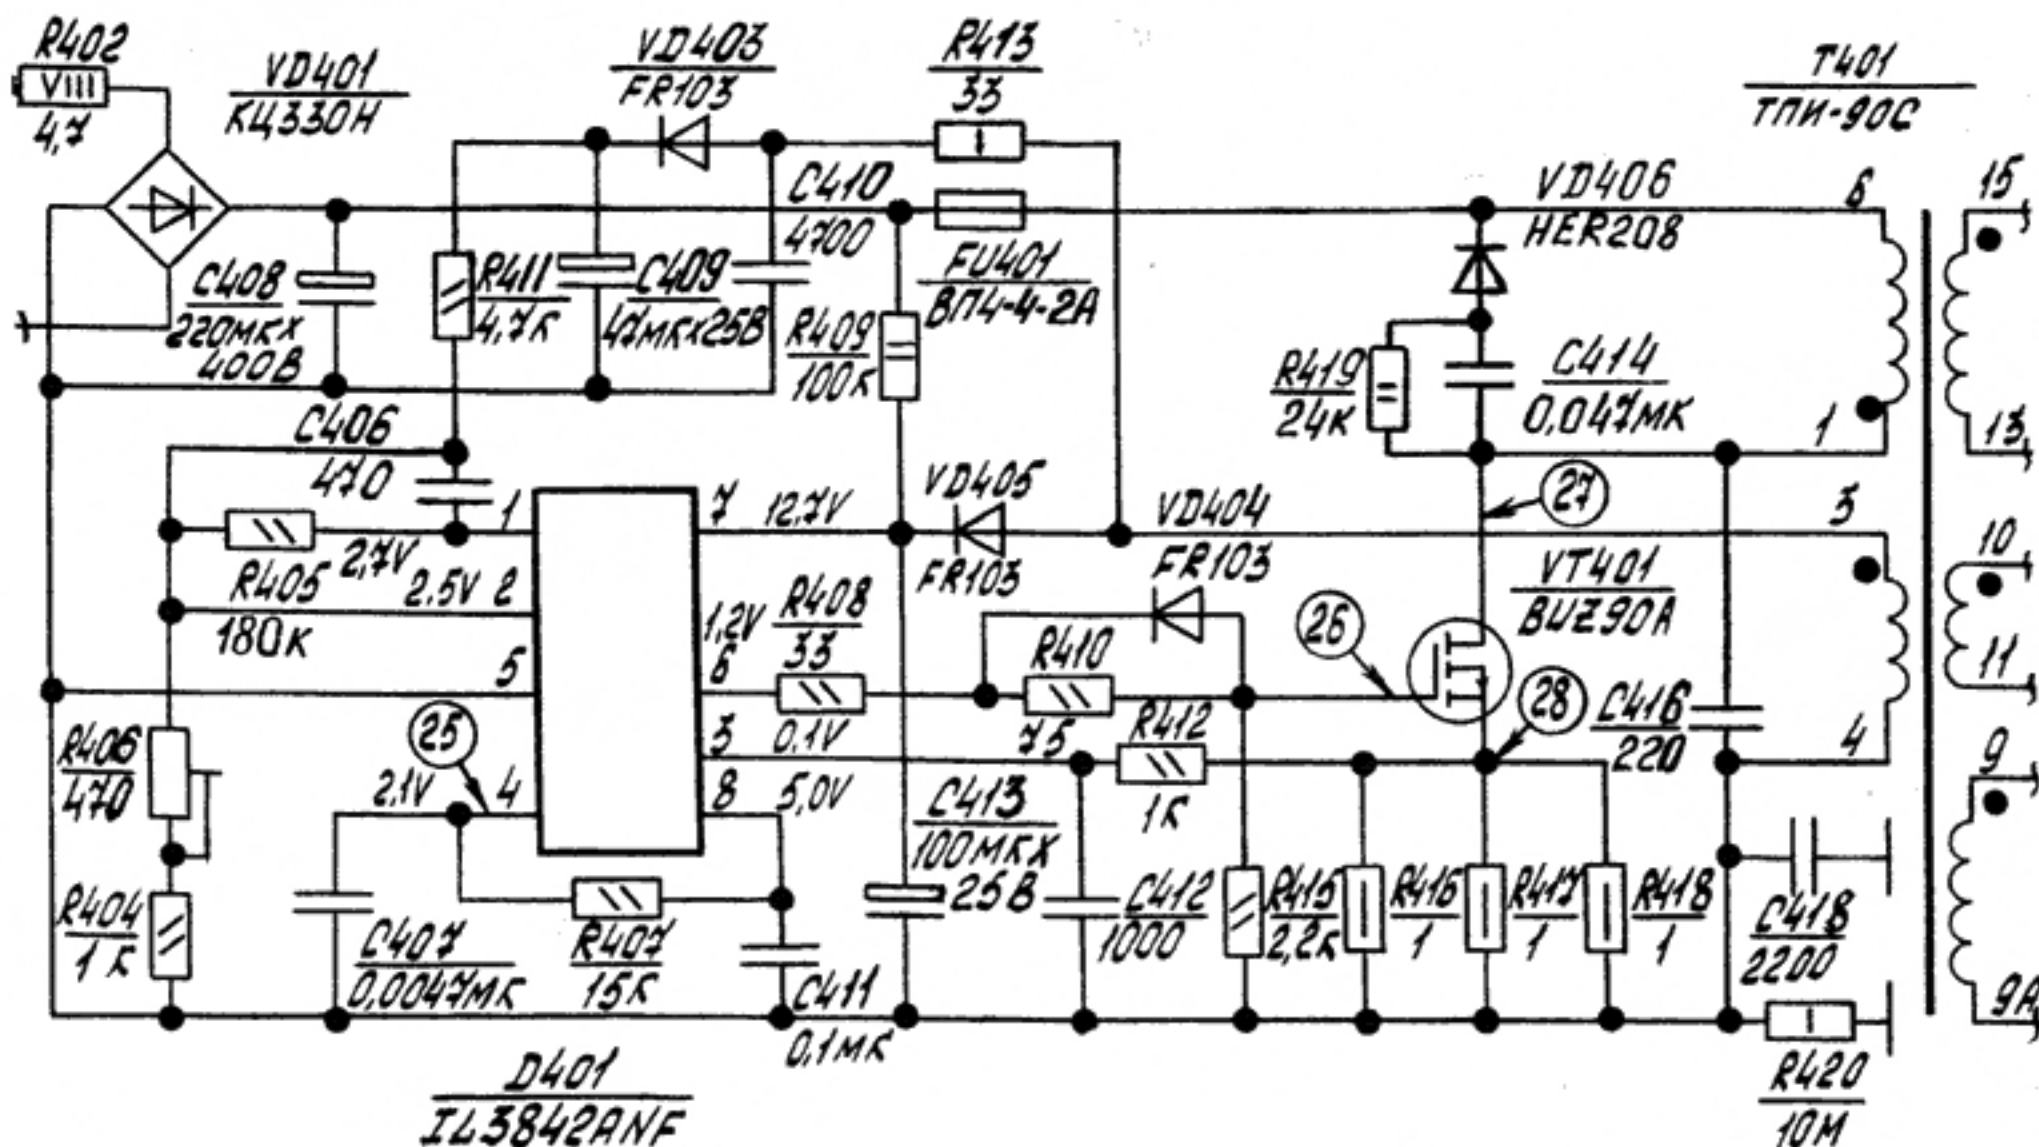 R402
VIII
4,7
VD401
КЦ330Н
VD403
FR103
R413
33
T401
ТПИ-90С
C408
220МКХ
400В
R411
4,7К
C409
47МКХ25В
C410
4700
R409
100К
FU401
ВП4-4-2А
VD406
HER208
6
15
R419
24К
C414
0,047МК
1
13
C406
470
1
7
12,7V
VD405
FR103
VD404
FR103
27
3
10
R405
180К
2,7V
2,5V 2
5
1,2V
6
R408
33
R410
75
26
VT401
BUZ90A
28
11
R406
470
25
2,1V
4
3
0,1V
8
5,0V
R412
1К
C416
220
4
9
C413
100МКХ
25В
R404
1К
C407
0,0047МК
R407
15К
C411
0,1МК
C412
1000
R415
2,2К
R416
1
R417
1
R418
1
C418
2200
9А
D401
IL3842ANF
R420
10М